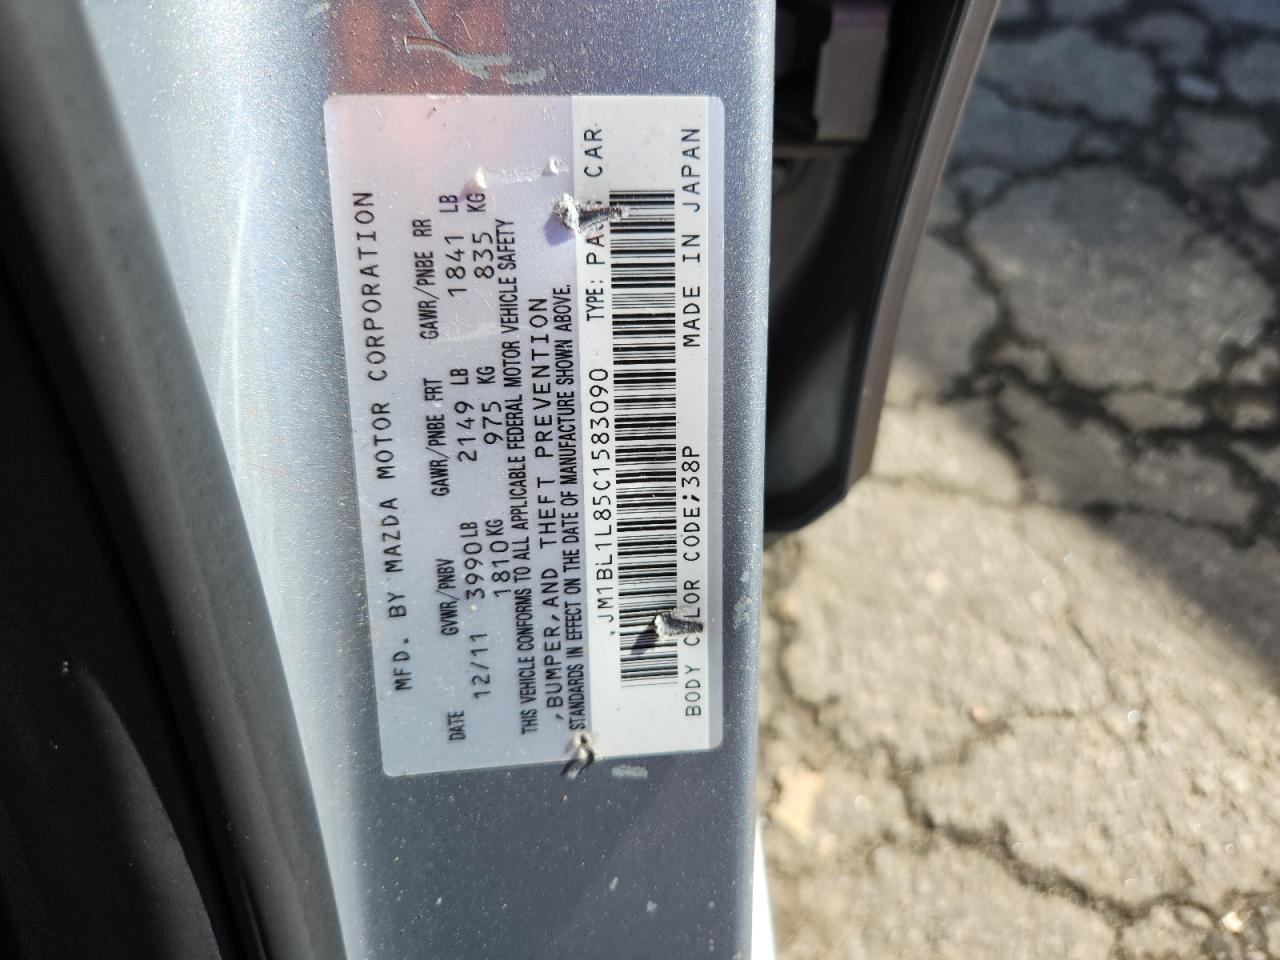 MFD. BY MAZDA MOTOR CORPORATION
DATE GVWR/PNBV GAWR/PNBE FRT GAWR/PNBE RR
12/11 3990LB 2149 LB 1841 LB
1810KG 975 KG 835 KG
THIS VEHICLE CONFORMS TO ALL APPLICABLE FEDERAL MOTOR VEHICLE SAFETY
,BUMPER,AND THEFT PREVENTION
STANDARDS IN EFFECT ON THE DATE OF MANUFACTURE SHOWN ABOVE.
JM1BL1L85C1583090 TYPE: PASS CAR
BODY COLOR CODE;38P MADE IN JAPAN